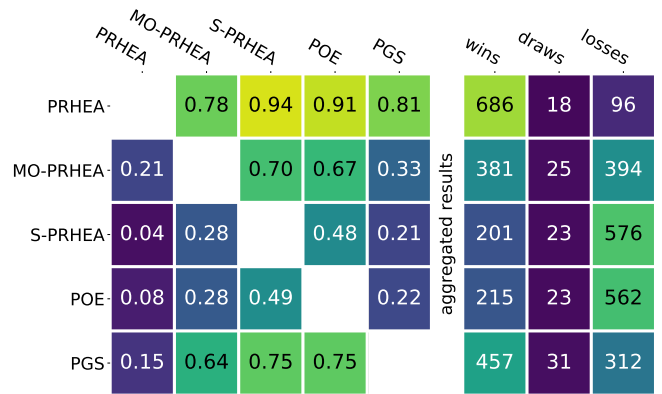 PRHEA MO-PRHEA S-PRHEA POE PGS wins draws losses
PRHEA 0.78 0.94 0.91 0.81 686 18 96
MO-PRHEA 0.21 0.70 0.67 0.33 381 25 394
S-PRHEA 0.04 0.28 0.48 0.21 201 23 576
POE 0.08 0.28 0.49 0.22 215 23 562
PGS 0.15 0.64 0.75 0.75 457 31 312
aggregated results